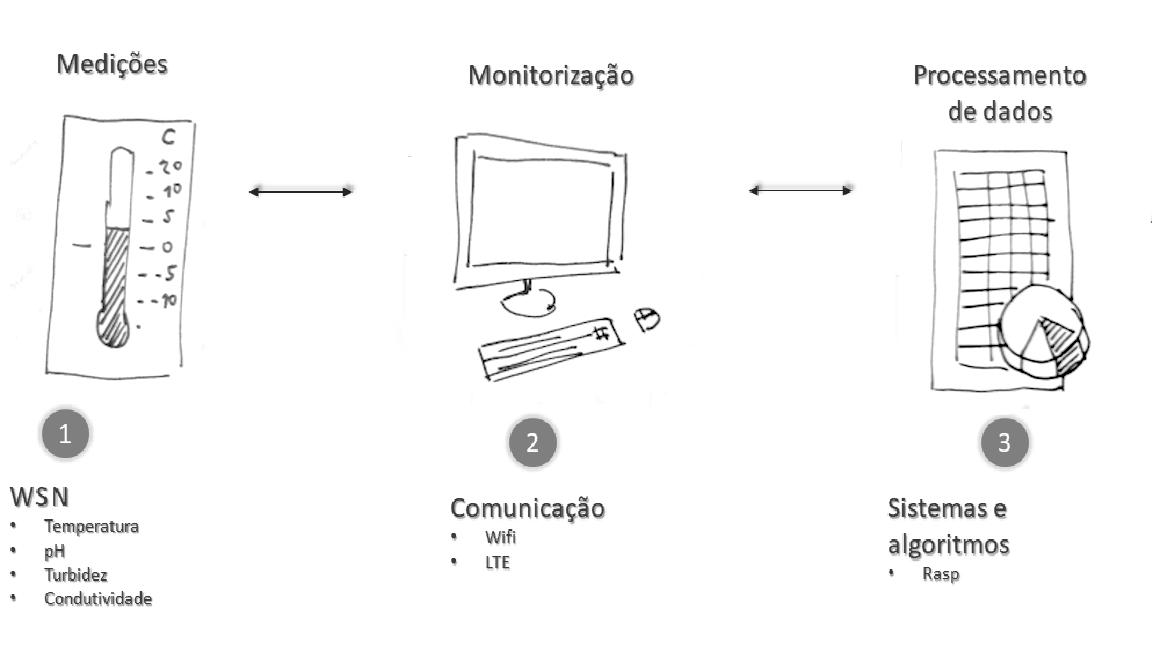 Medições
Monitorização
Processamento
de dados
C
- 20
- 10
- 5
- 0
- -5
- -10
1
2
3
WSN
• Temperatura
• pH
• Turbidez
• Condutividade
Comunicação
• Wifi
• LTE
Sistemas e
algoritmos
• Rasp